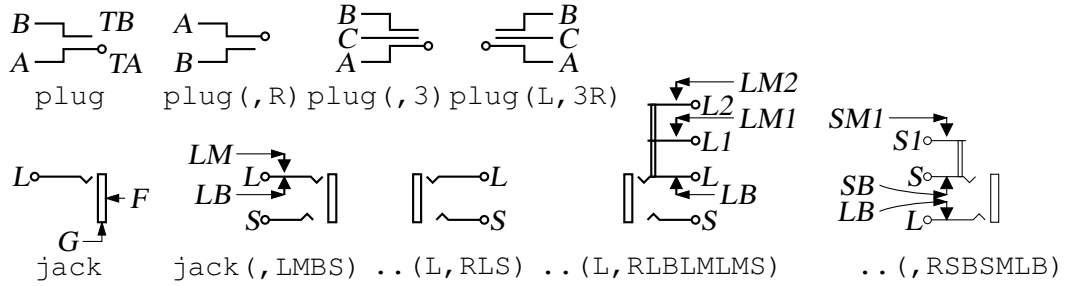 B TB A B B LM2
C C
A TA B A A L2 LM1 SM1
plug plug(,R) plug(,3) plug(L,3R)
L1 S1
LM
L F L L L S SB
LB LB LB
G S S S L
jack jack(,LMBS) ..(L,RLS) ..(L,RLBLMLMS) ..(,RSBSMLB)